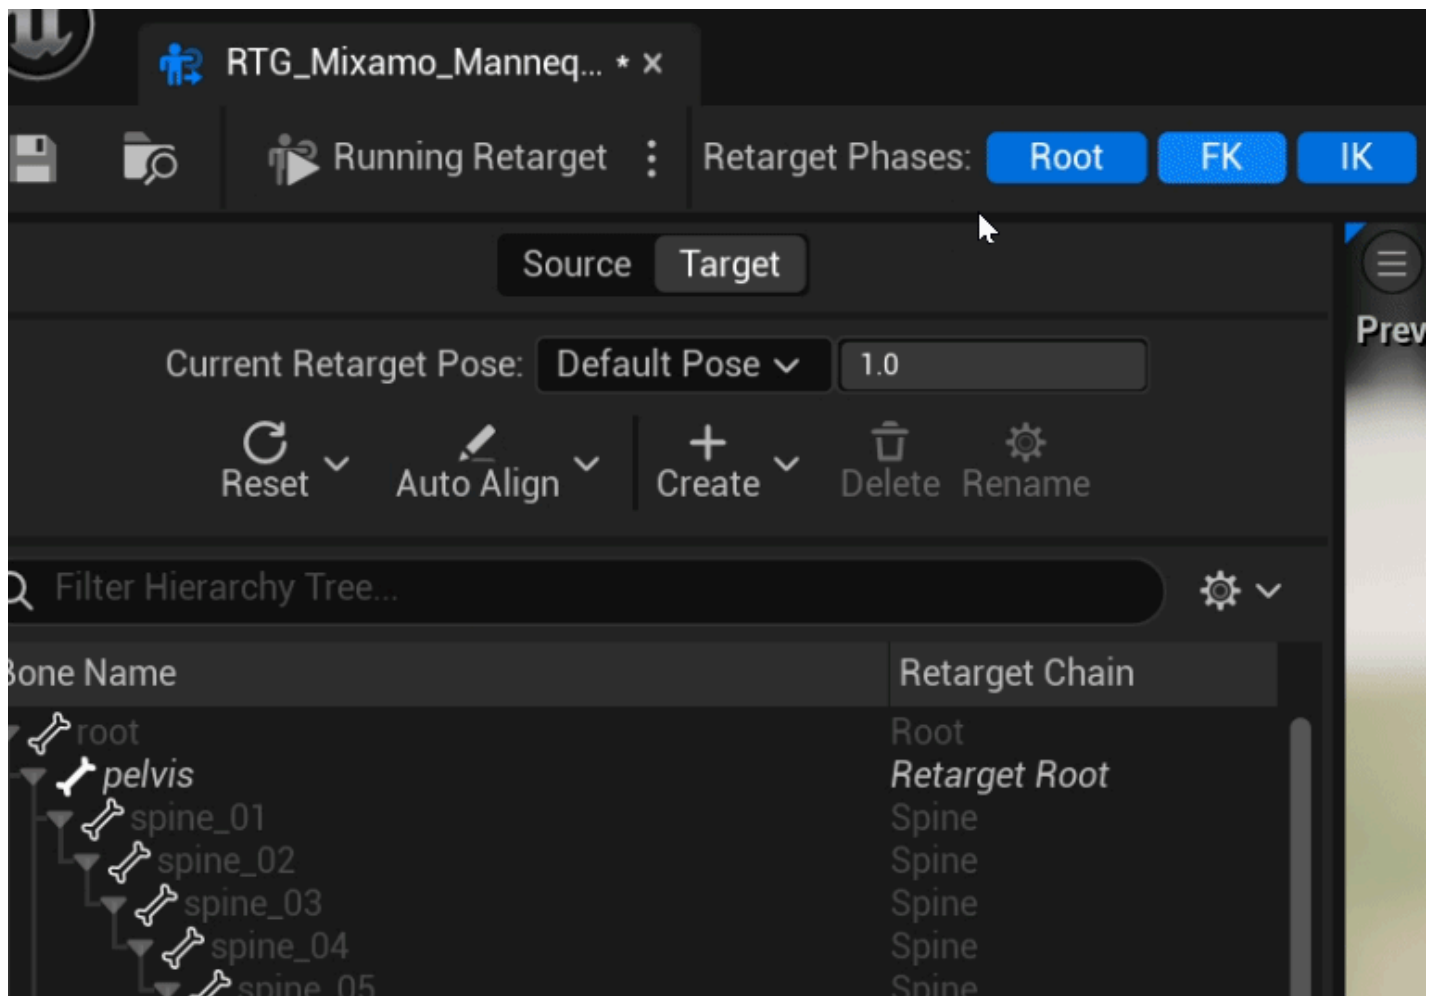 RTG_Mixamo_Manneq... *
Running Retarget
Retarget Phases: Root FK IK
Source Target
Prev
Current Retarget Pose: Default Pose 1.0
Reset Auto Align Create Delete Rename
Filter Hierarchy Tree...
Bone Name Retarget Chain
root Root
pelvis Retarget Root
spine_01 Spine
spine_02 Spine
spine_03 Spine
spine_04 Spine
spine_05 Spine